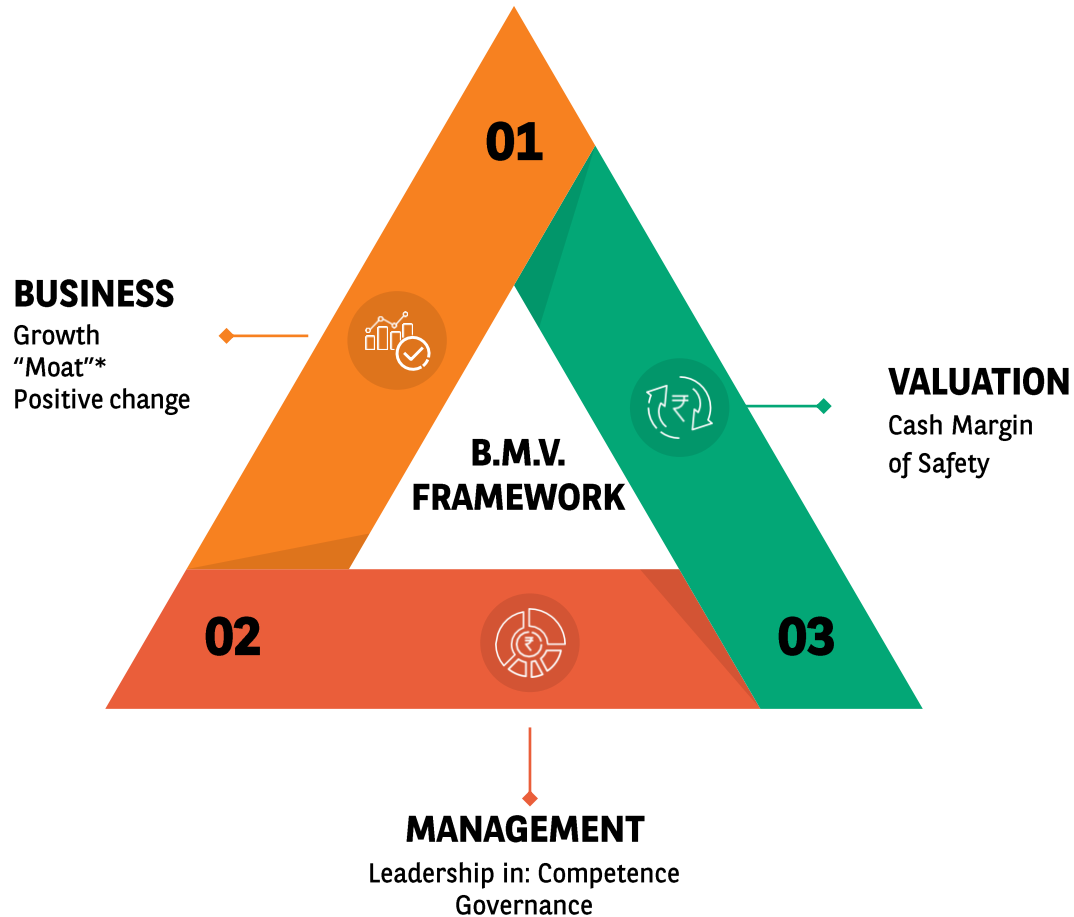 01
BUSINESS
Growth
“Moat”*
Positive change
₹
VALUATION
Cash Margin
of Safety
B.M.V.
FRAMEWORK
02
₹
03
MANAGEMENT
Leadership in: Competence
Governance